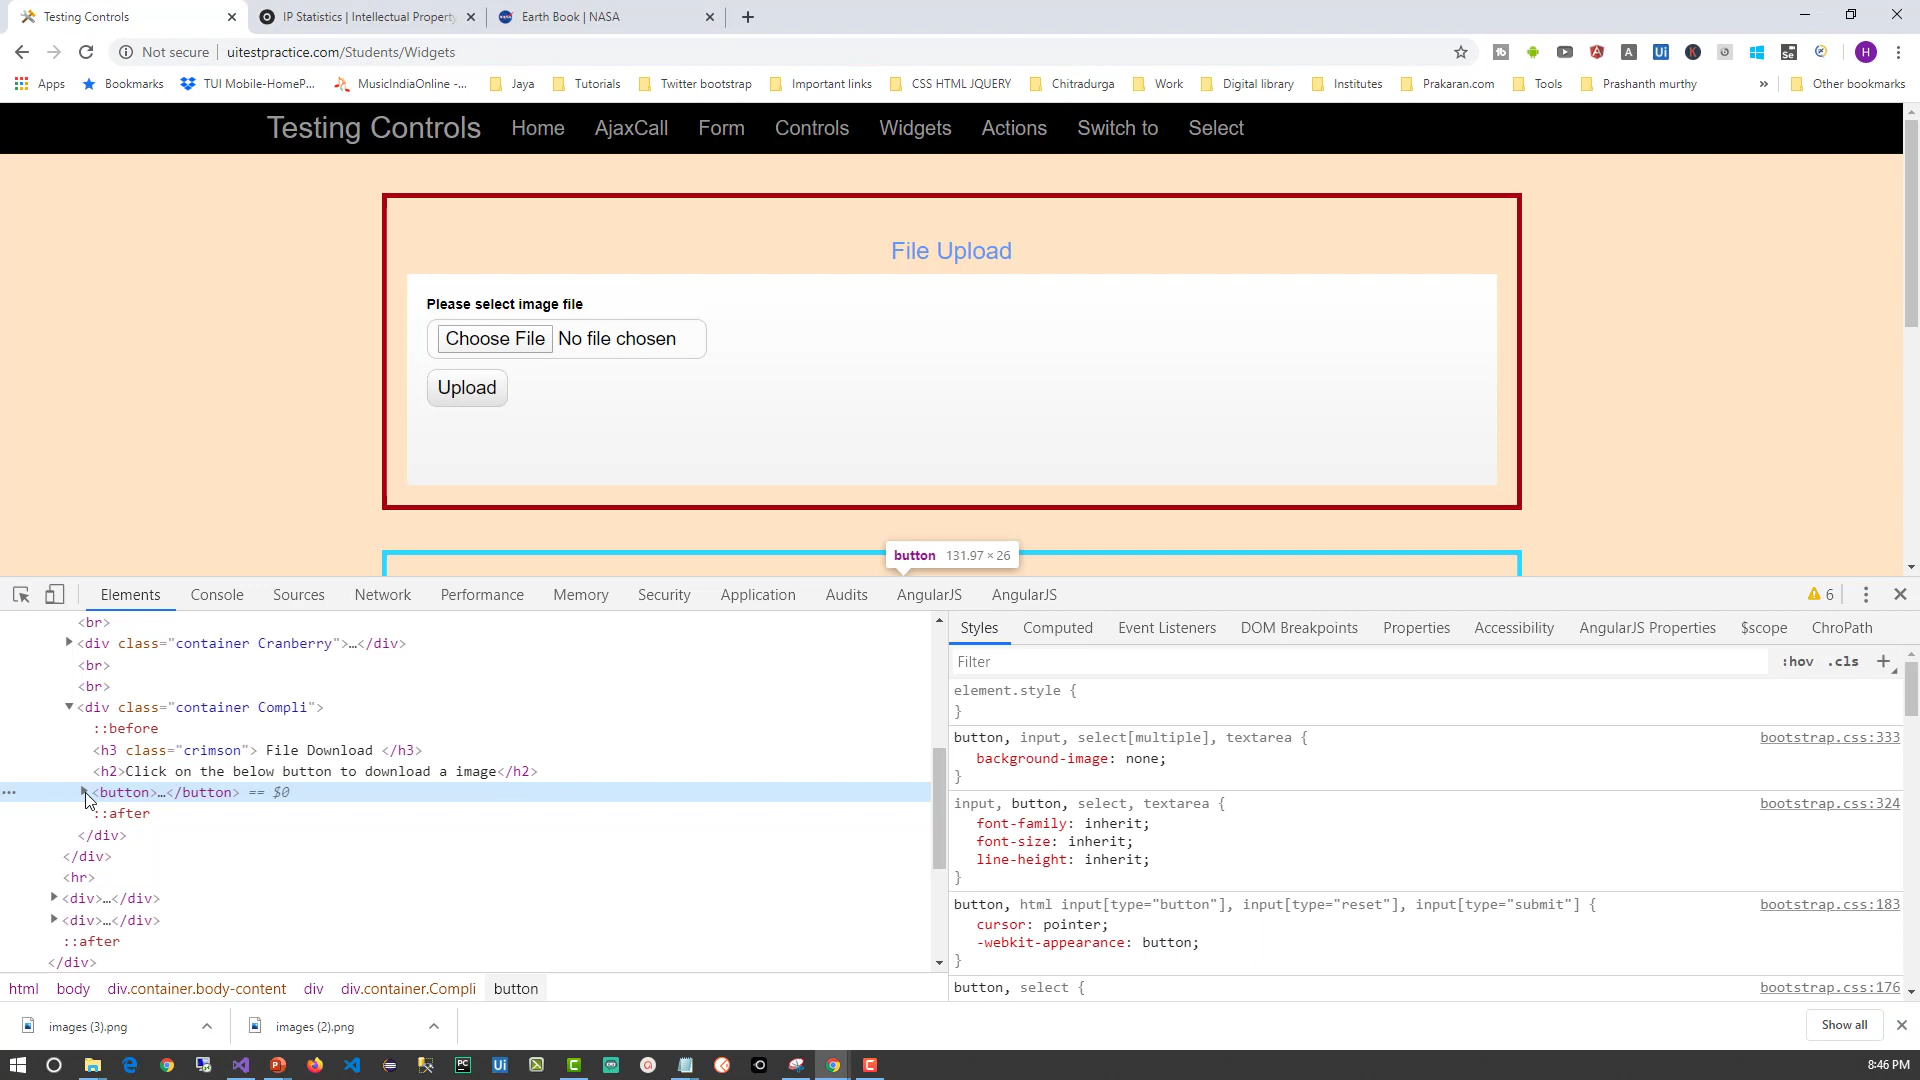 Testing Controls
IP Statistics | Intellectual Property
Earth Book | NASA
Not secure
uitestpractice.com/Students/Widgets
Apps
Bookmarks
TUI Mobile-HomeP...
MusicIndiaOnline -...
Jaya
Tutorials
Twitter bootstrap
Important links
CSS HTML JQUERY
Chitradurga
Work
Digital library
Institutes
Prakaran.com
Tools
Prashanth murthy
»
Other bookmarks
Testing Controls Home AjaxCall Form Controls Widgets Actions Switch to Select
File Upload
Please select image file
Choose File No file chosen
Upload
button 131.97 × 26
Elements Console Sources Network Performance Memory Security Application Audits AngularJS AngularJS 6
<br>
<div class="container Cranberry">…</div>
<br>
<br>
<div class="container Compli">
::before
<h3 class="crimson"> File Download </h3>
<h2>Click on the below button to download a image</h2>
<button>…</button> == $0
::after
</div>
</div>
<hr>
<div>…</div>
<div>…</div>
::after
</div>
html body div.container.body-content div div.container.Compli button
Styles Computed Event Listeners DOM Breakpoints Properties Accessibility AngularJS Properties $scope ChroPath
Filter :hov .cls +
element.style {
}
button, input, select[multiple], textarea { bootstrap.css:333
background-image: none;
}
input, button, select, textarea { bootstrap.css:324
font-family: inherit;
font-size: inherit;
line-height: inherit;
}
button, html input[type="button"], input[type="reset"], input[type="submit"] { bootstrap.css:183
cursor: pointer;
-webkit-appearance: button;
}
button, select { bootstrap.css:176
images (3).png
images (2).png
Show all
8:46 PM